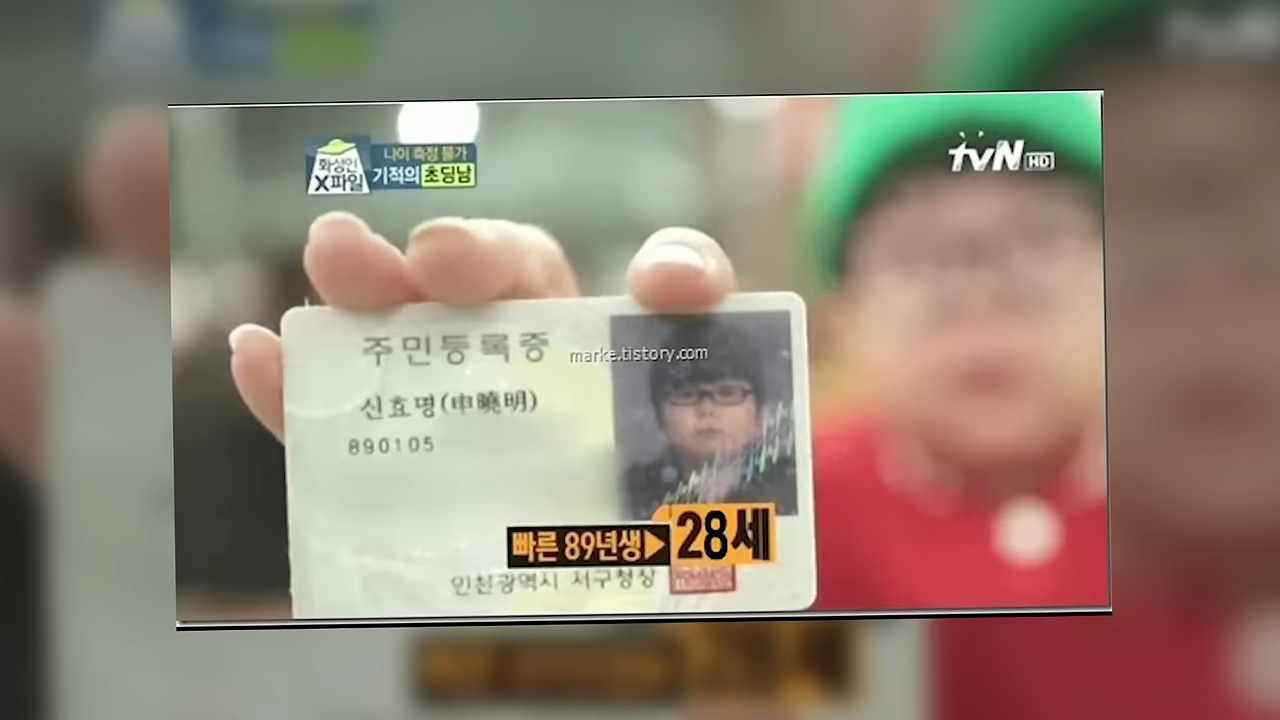 화성인
X파일
나이 측정 불가
기적의 초딩남
tvN HD
주민등록증
marke.tistory.com
신효명(申曉明)
890105
빠른 89년생▶28세
인천광역시 서구청장